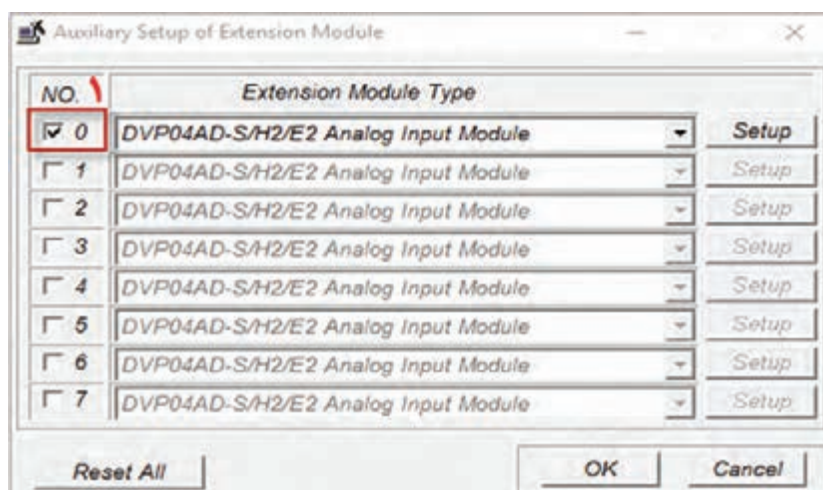 Auxiliary Setup of Extension Module
NO. Extension Module Type
0 DVP04AD-S/H2/E2 Analog Input Module Setup
1 DVP04AD-S/H2/E2 Analog Input Module Setup
2 DVP04AD-S/H2/E2 Analog Input Module Setup
3 DVP04AD-S/H2/E2 Analog Input Module Setup
4 DVP04AD-S/H2/E2 Analog Input Module Setup
5 DVP04AD-S/H2/E2 Analog Input Module Setup
6 DVP04AD-S/H2/E2 Analog Input Module Setup
7 DVP04AD-S/H2/E2 Analog Input Module Setup
Reset All OK Cancel